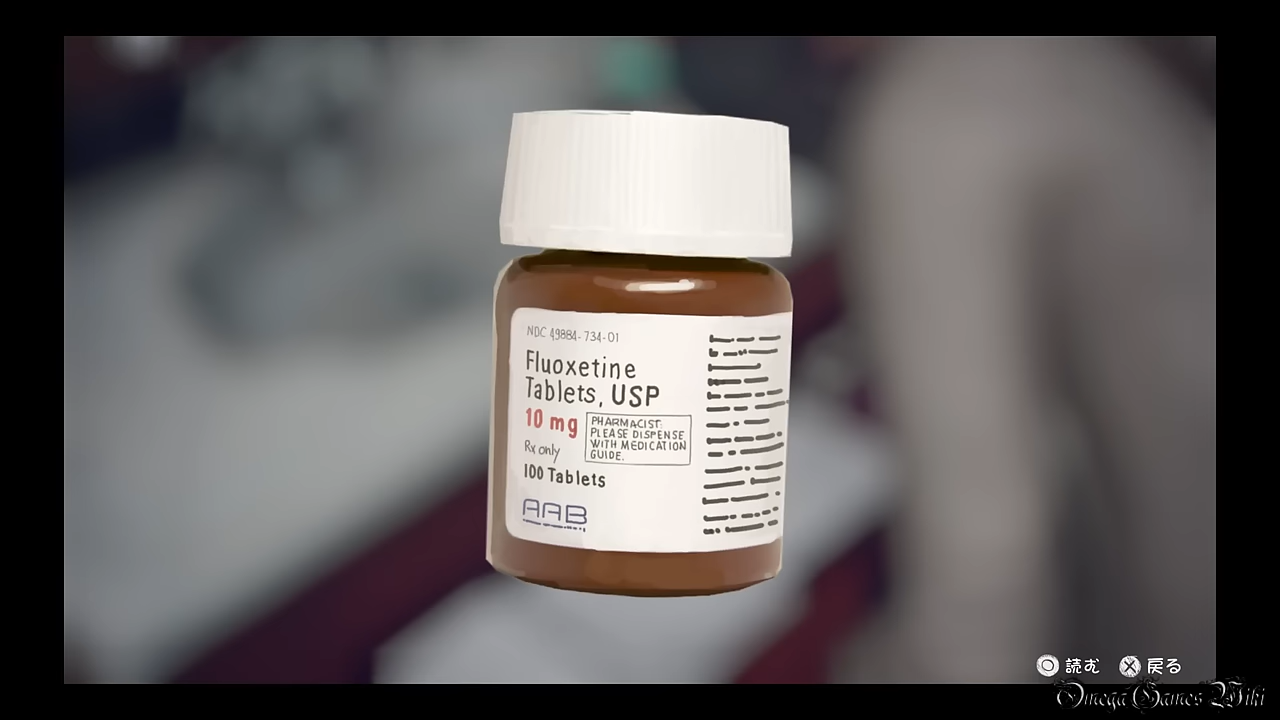 NDC 49884-734-01
Fluoxetine
Tablets, USP
10 mg
PHARMACIST:
PLEASE DISPENSE
WITH MEDICATION
GUIDE.
Rx only
100 Tablets
AAB
読む 戻る
Omega Games Wiki